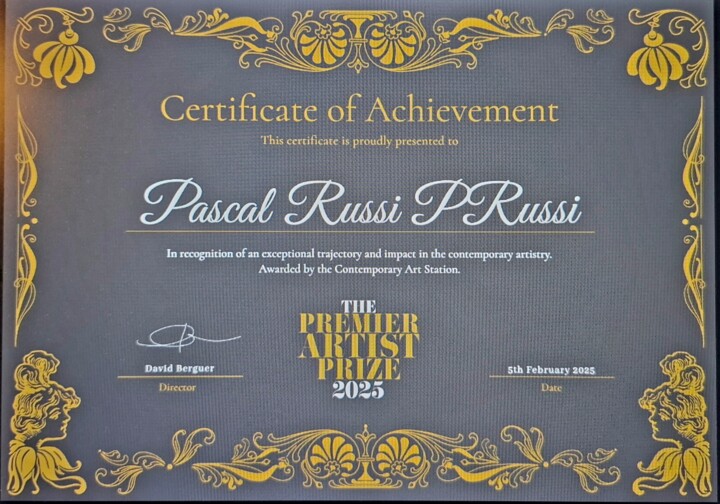 Certificate of Achievement
This certificate is proudly presented to
Pascal Russi PRussi
In recognition of an exceptional trajectory and impact in the contemporary artistry.
Awarded by the Contemporary Art Station.
THE
PREMIER
ARTIST
PRIZE
2025
David Berguer
Director
5th February 2025
Date